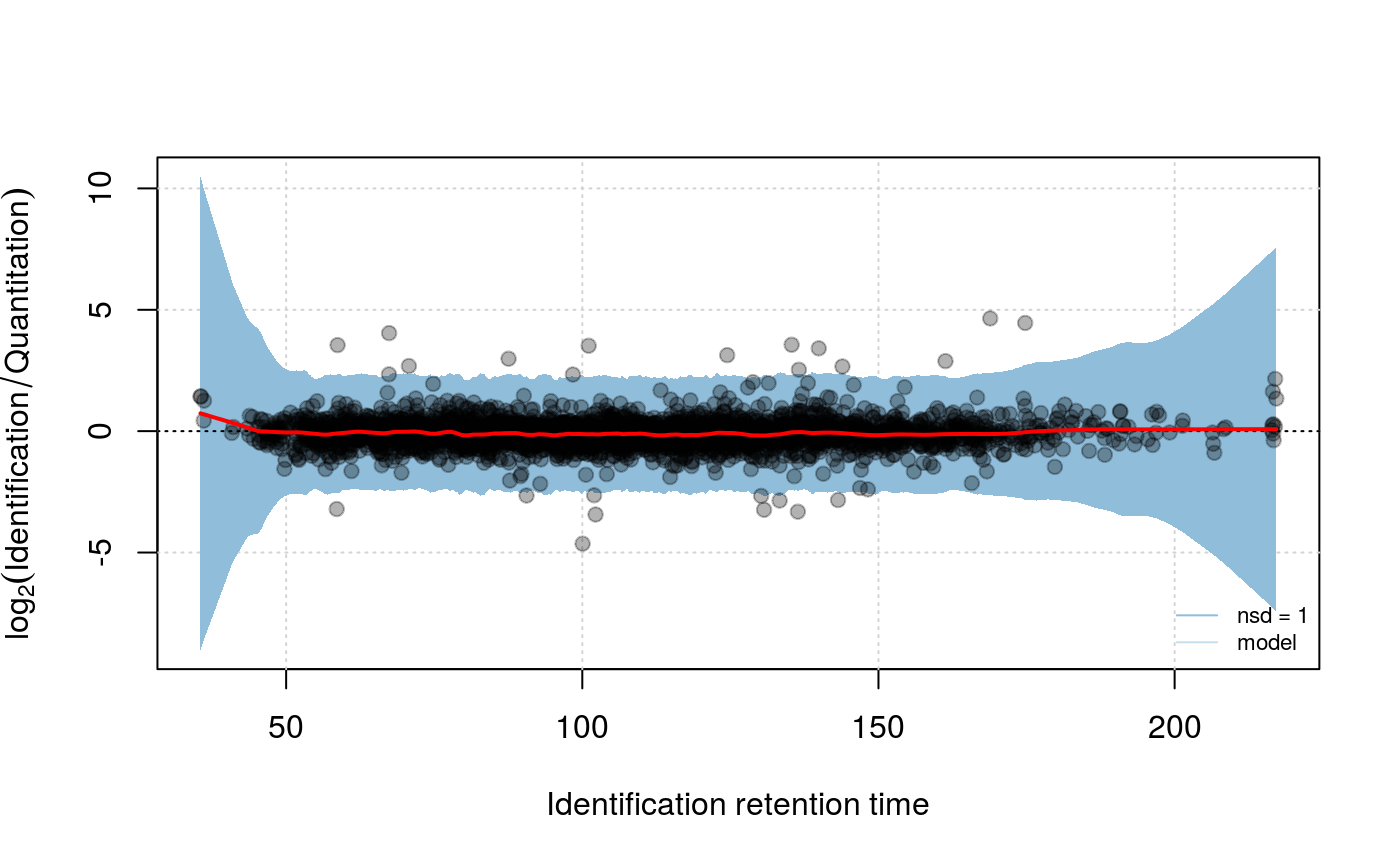 log₂(Identification/Quantitation)
10
5
0
-5
nsd = 1
model
50 100 150 200
Identification retention time